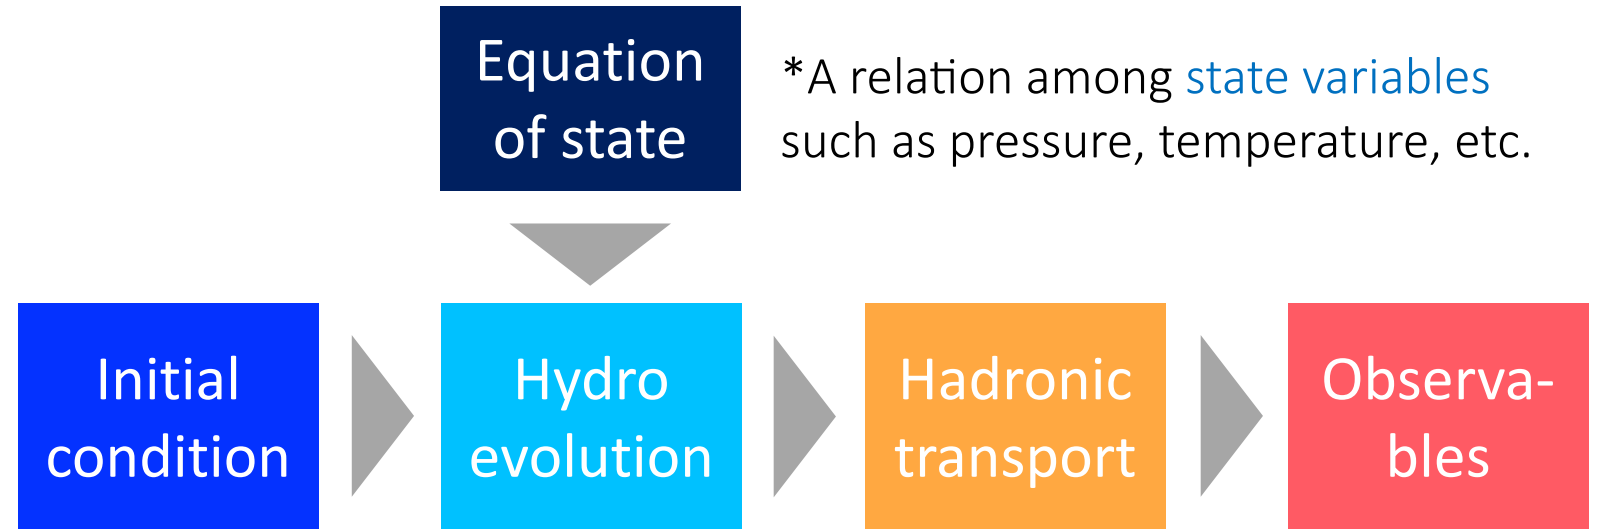 Equation
of state
*A relation among state variables
such as pressure, temperature, etc.
Initial
condition
Hydro
evolution
Hadronic
transport
Observa-
bles